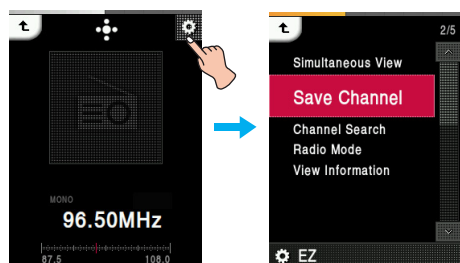 MONO
96.50MHz
87.5 108.0
2/5
Simultaneous View
Save Channel
Channel Search
Radio Mode
View Information
EZ